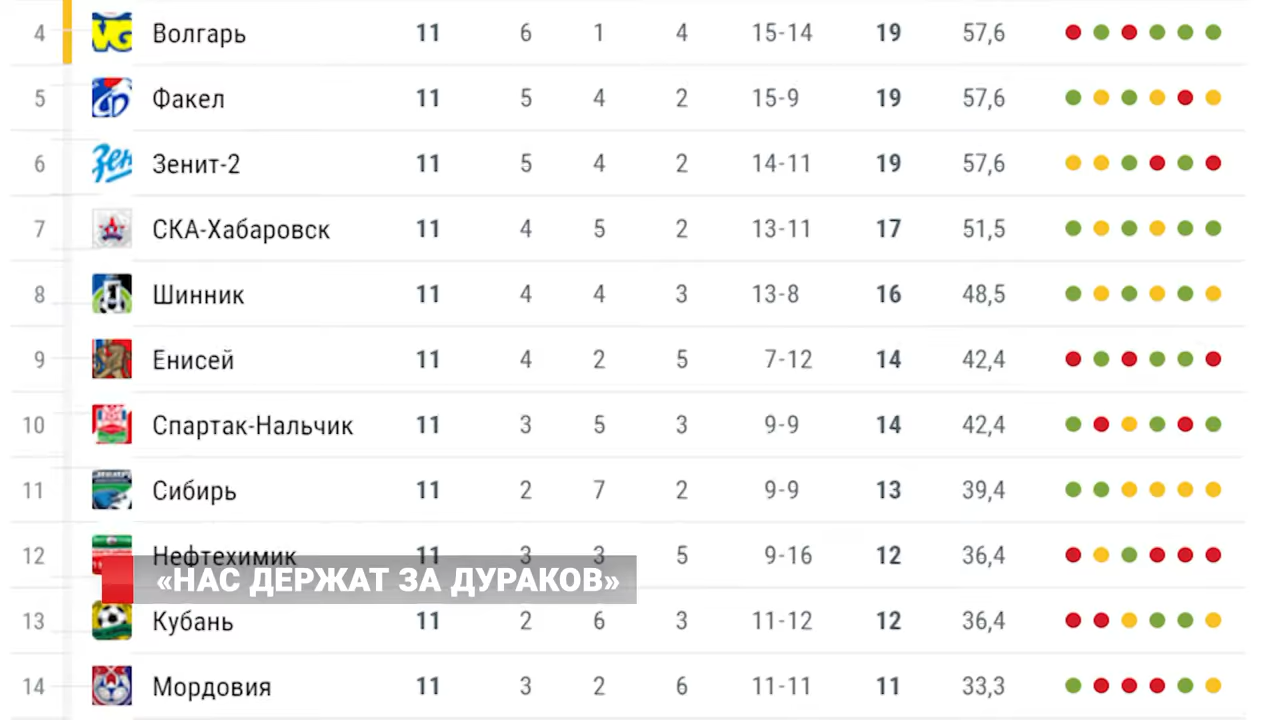 4 VG Волгарь 11 6 1 4 15-14 19 57,6
5 Факел 11 5 4 2 15-9 19 57,6
6 Зен Зенит-2 11 5 4 2 14-11 19 57,6
7 СКА-Хабаровск 11 4 5 2 13-11 17 51,5
8 Шинник 11 4 4 3 13-8 16 48,5
9 Енисей 11 4 2 5 7-12 14 42,4
10 Спартак-Нальчик 11 3 5 3 9-9 14 42,4
11 Сибирь 11 2 7 2 9-9 13 39,4
12 Нефтехимик 11 3 3 5 9-16 12 36,4
«НАС ДЕРЖАТ ЗА ДУРАКОВ»
13 Кубань 11 2 6 3 11-12 12 36,4
14 Мордовия 11 3 2 6 11-11 11 33,3